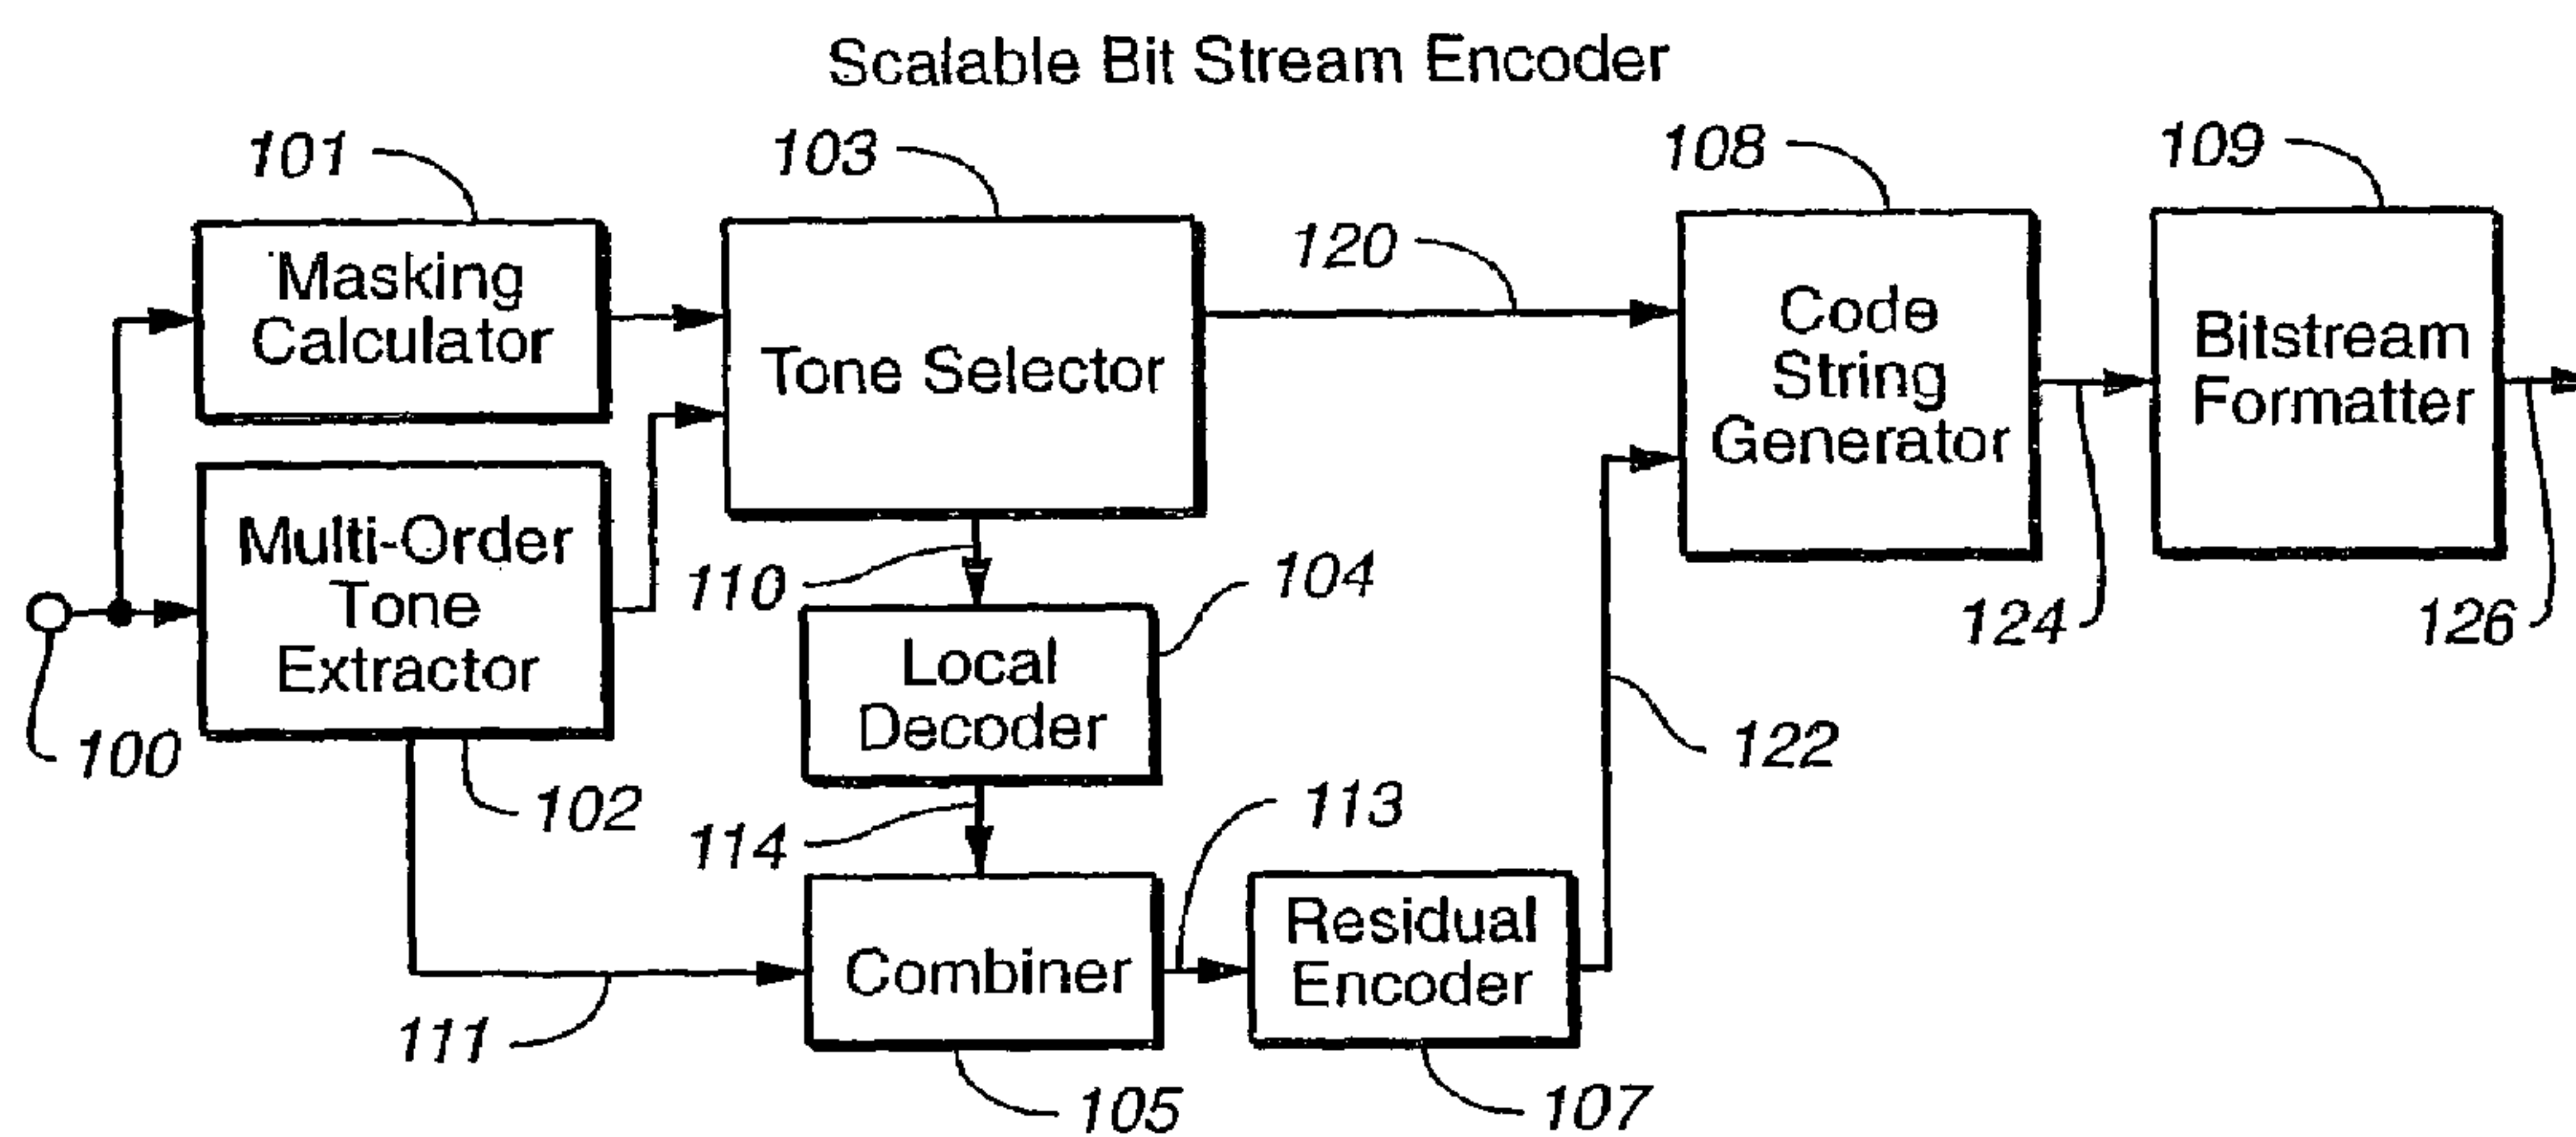 Scalable Bit Stream Encoder
101
103
108
109
120
Masking
Calculator
Tone Selector
Code
String
Generator
Bitstream
Formatter
Multi-Order
Tone
Extractor
110
104
124
126
Local
Decoder
100
102
122
114
113
Combiner
Residual
Encoder
111
105
107